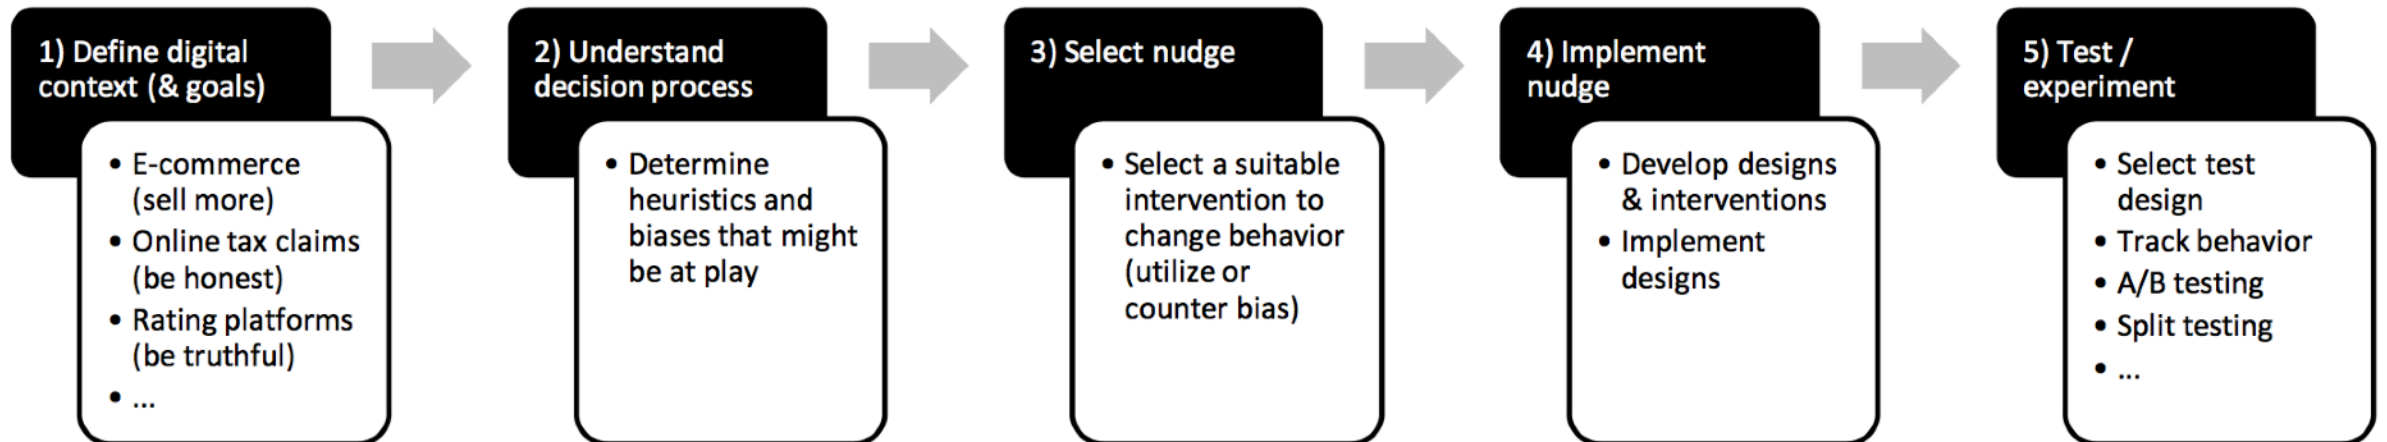 1) Define digital
context (& goals)
• E-commerce
(sell more)
• Online tax claims
(be honest)
• Rating platforms
(be truthful)
• ...
2) Understand
decision process
• Determine
heuristics and
biases that might
be at play
3) Select nudge
• Select a suitable
intervention to
change behavior
(utilize or
counter bias)
4) Implement
nudge
• Develop designs
& interventions
• Implement
designs
5) Test /
experiment
• Select test
design
• Track behavior
• A/B testing
• Split testing
• ...